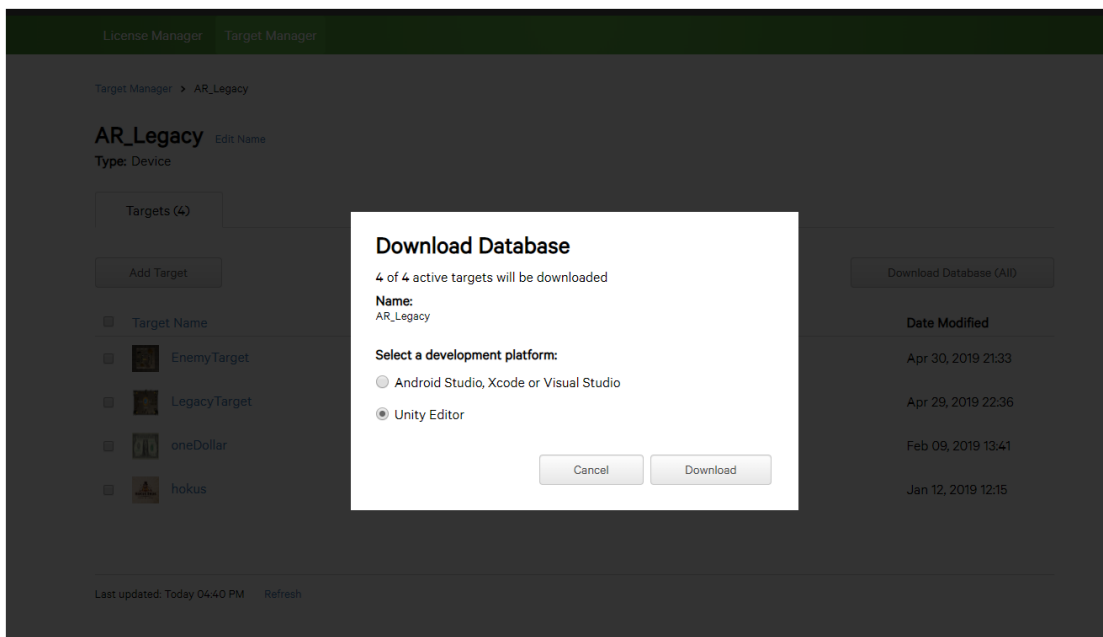 License Manager Target Manager
Target Manager > AR_Legacy
AR_Legacy Edit Name
Type: Device
Targets (4)
Add Target
Download Database (All)
Target Name
Date Modified
EnemyTarget
Apr 30, 2019 21:33
LegacyTarget
Apr 29, 2019 22:36
oneDollar
Feb 09, 2019 13:41
hokus
Jan 12, 2019 12:15
Last updated: Today 04:40 PM Refresh
Download Database
4 of 4 active targets will be downloaded
Name:
AR_Legacy
Select a development platform:
Android Studio, Xcode or Visual Studio
Unity Editor
Cancel Download